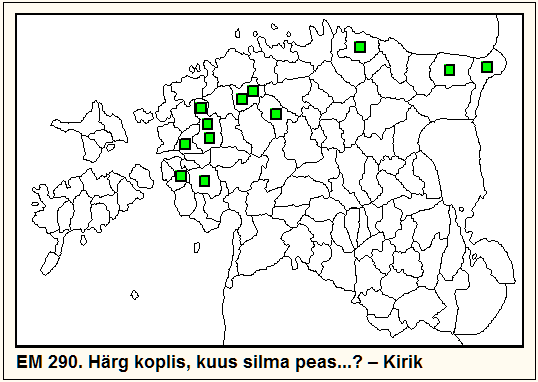 EM 290. Härg koplis, kuus silma peas...? – Kirik